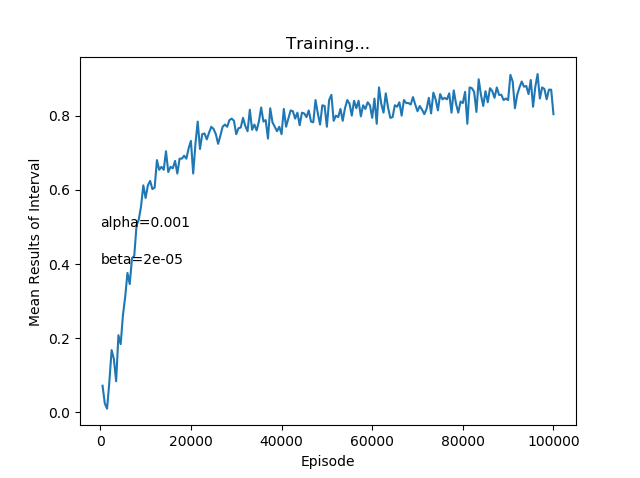 Training...
0.8
0.6
0.4
0.2
0.0
Mean Results of Interval
alpha=0.001
beta=2e-05
0 20000 40000 60000 80000 100000
Episode